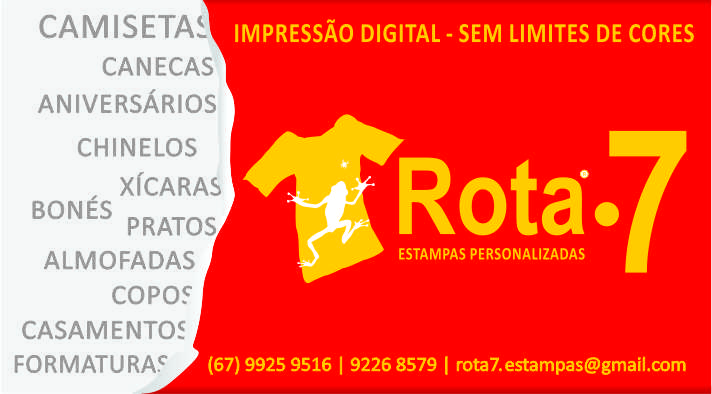 CAMISETAS
CANECAS
ANIVERSÁRIOS
CHINELOS
XÍCARAS
BONÉS
PRATOS
ALMOFADAS
COPOS
CASAMENTOS
FORMATURAS
IMPRESSÃO DIGITAL - SEM LIMITES DE CORES
Rota•7
ESTAMPAS PERSONALIZADAS
(67) 9925 9516 | 9226 8579 | rota7.estampas@gmail.com